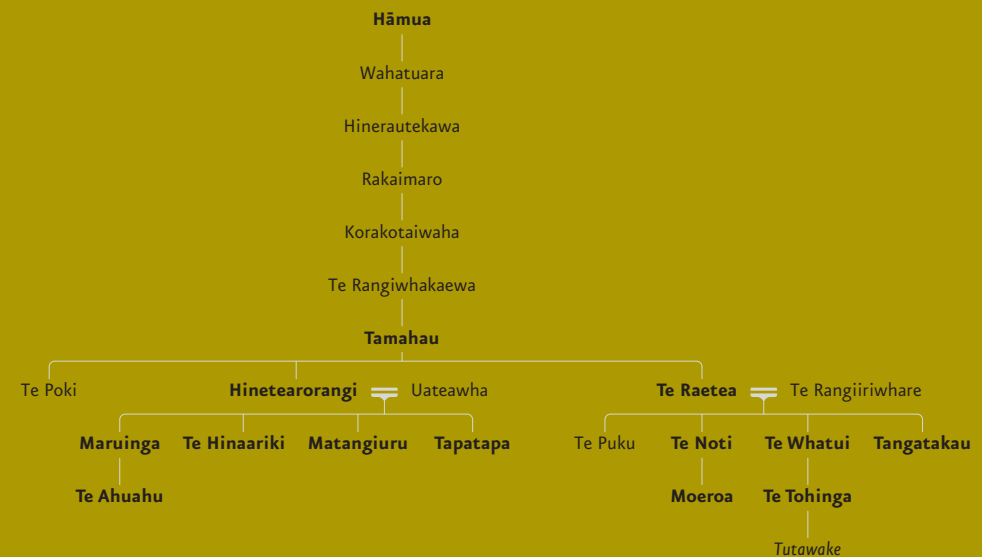 Hāmua
Wahatuara
Hinerautekawa
Rakaimaro
Korakotaiwaha
Te Rangiwhakaewa
Tamahau
Te Poki Hinetearorangi Uateawha Te Raetea Te Rangiiriwhare
Maruinga Te Hinaariki Matangiuru Tapatapa Te Puku Te Noti Te Whatui Tangatakau
Te Ahuahu Moeroa Te Tohinga
Tutawake